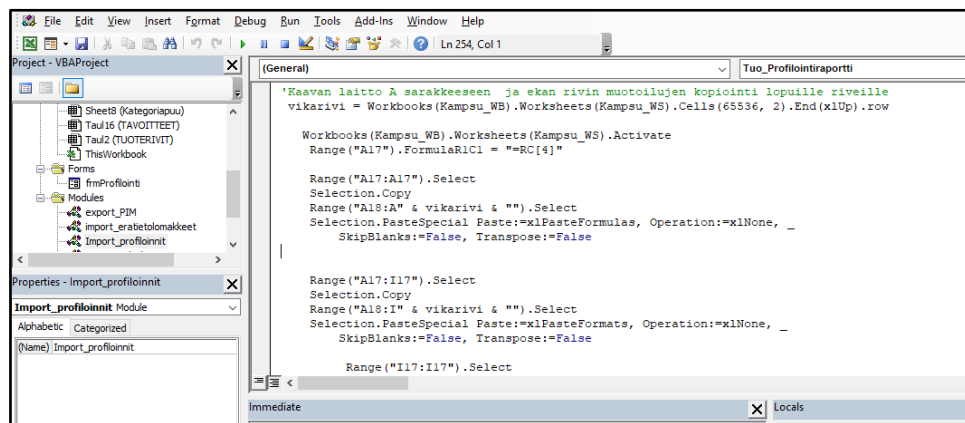 File Edit View Insert Format Debug Run Tools Add-Ins Window Help
Ln 254, Col 1
Project - VBAProject
Sheet8 (Kategoriapuu)
Taul16 (TAVOITTEET)
Taul2 (TUOTERIVIT)
ThisWorkbook
Forms
frmProfilointi
Modules
export_PIM
import_eratietolomakkeet
Import_profiloinnit
Properties - Import_profiloinnit
Import_profiloinnit Module
Alphabetic Categorized
(Name) Import_profiloinnit
(General) Tuo_Profilointiraportti
'Kaavan laitto A sarakkeeseen  ja ekan rivin muotoilujen kopiointi lopuille riveille
vikarivi = Workbooks(Kampsu_WB).Worksheets(Kampsu_WS).Cells(65536, 2).End(xlUp).row
Workbooks(Kampsu_WB).Worksheets(Kampsu_WS).Activate
Range("A17").FormulaR1C1 = "=RC[4]"
Range("A17:A17").Select
Selection.Copy
Range("A18:A" & vikarivi & "").Select
Selection.PasteSpecial Paste:=xlPasteFormulas, Operation:=xlNone, _
SkipBlanks:=False, Transpose:=False
Range("A17:I17").Select
Selection.Copy
Range("A18:I" & vikarivi & "").Select
Selection.PasteSpecial Paste:=xlPasteFormats, Operation:=xlNone, _
SkipBlanks:=False, Transpose:=False
Range("I17:I17").Select
Immediate
Locals